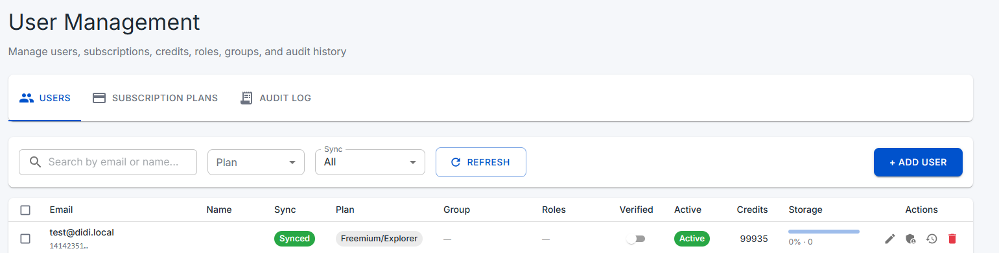 User Management
Manage users, subscriptions, credits, roles, groups, and audit history
USERS SUBSCRIPTION PLANS AUDIT LOG
Search by email or name... Plan Sync All REFRESH + ADD USER
Email Name Sync Plan Group Roles Verified Active Credits Storage Actions
test@didi.local Synced Freemium/Explorer — — Active 99935
14142351… 0% · 0